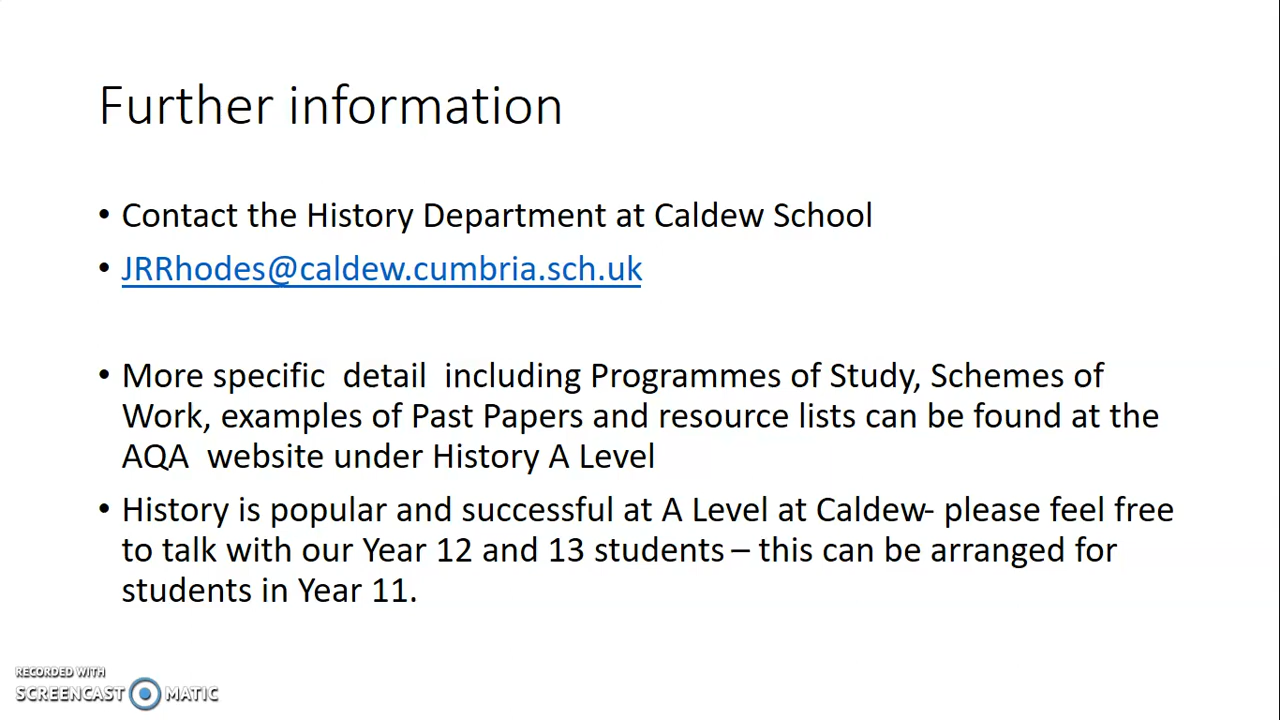 Further information
• Contact the History Department at Caldew School
• JRRhodes@caldew.cumbria.sch.uk
• More specific  detail  including Programmes of Study, Schemes of
Work, examples of Past Papers and resource lists can be found at the
AQA  website under History A Level
• History is popular and successful at A Level at Caldew- please feel free
to talk with our Year 12 and 13 students – this can be arranged for
students in Year 11.
RECORDED WITH
SCREENCAST MATIC